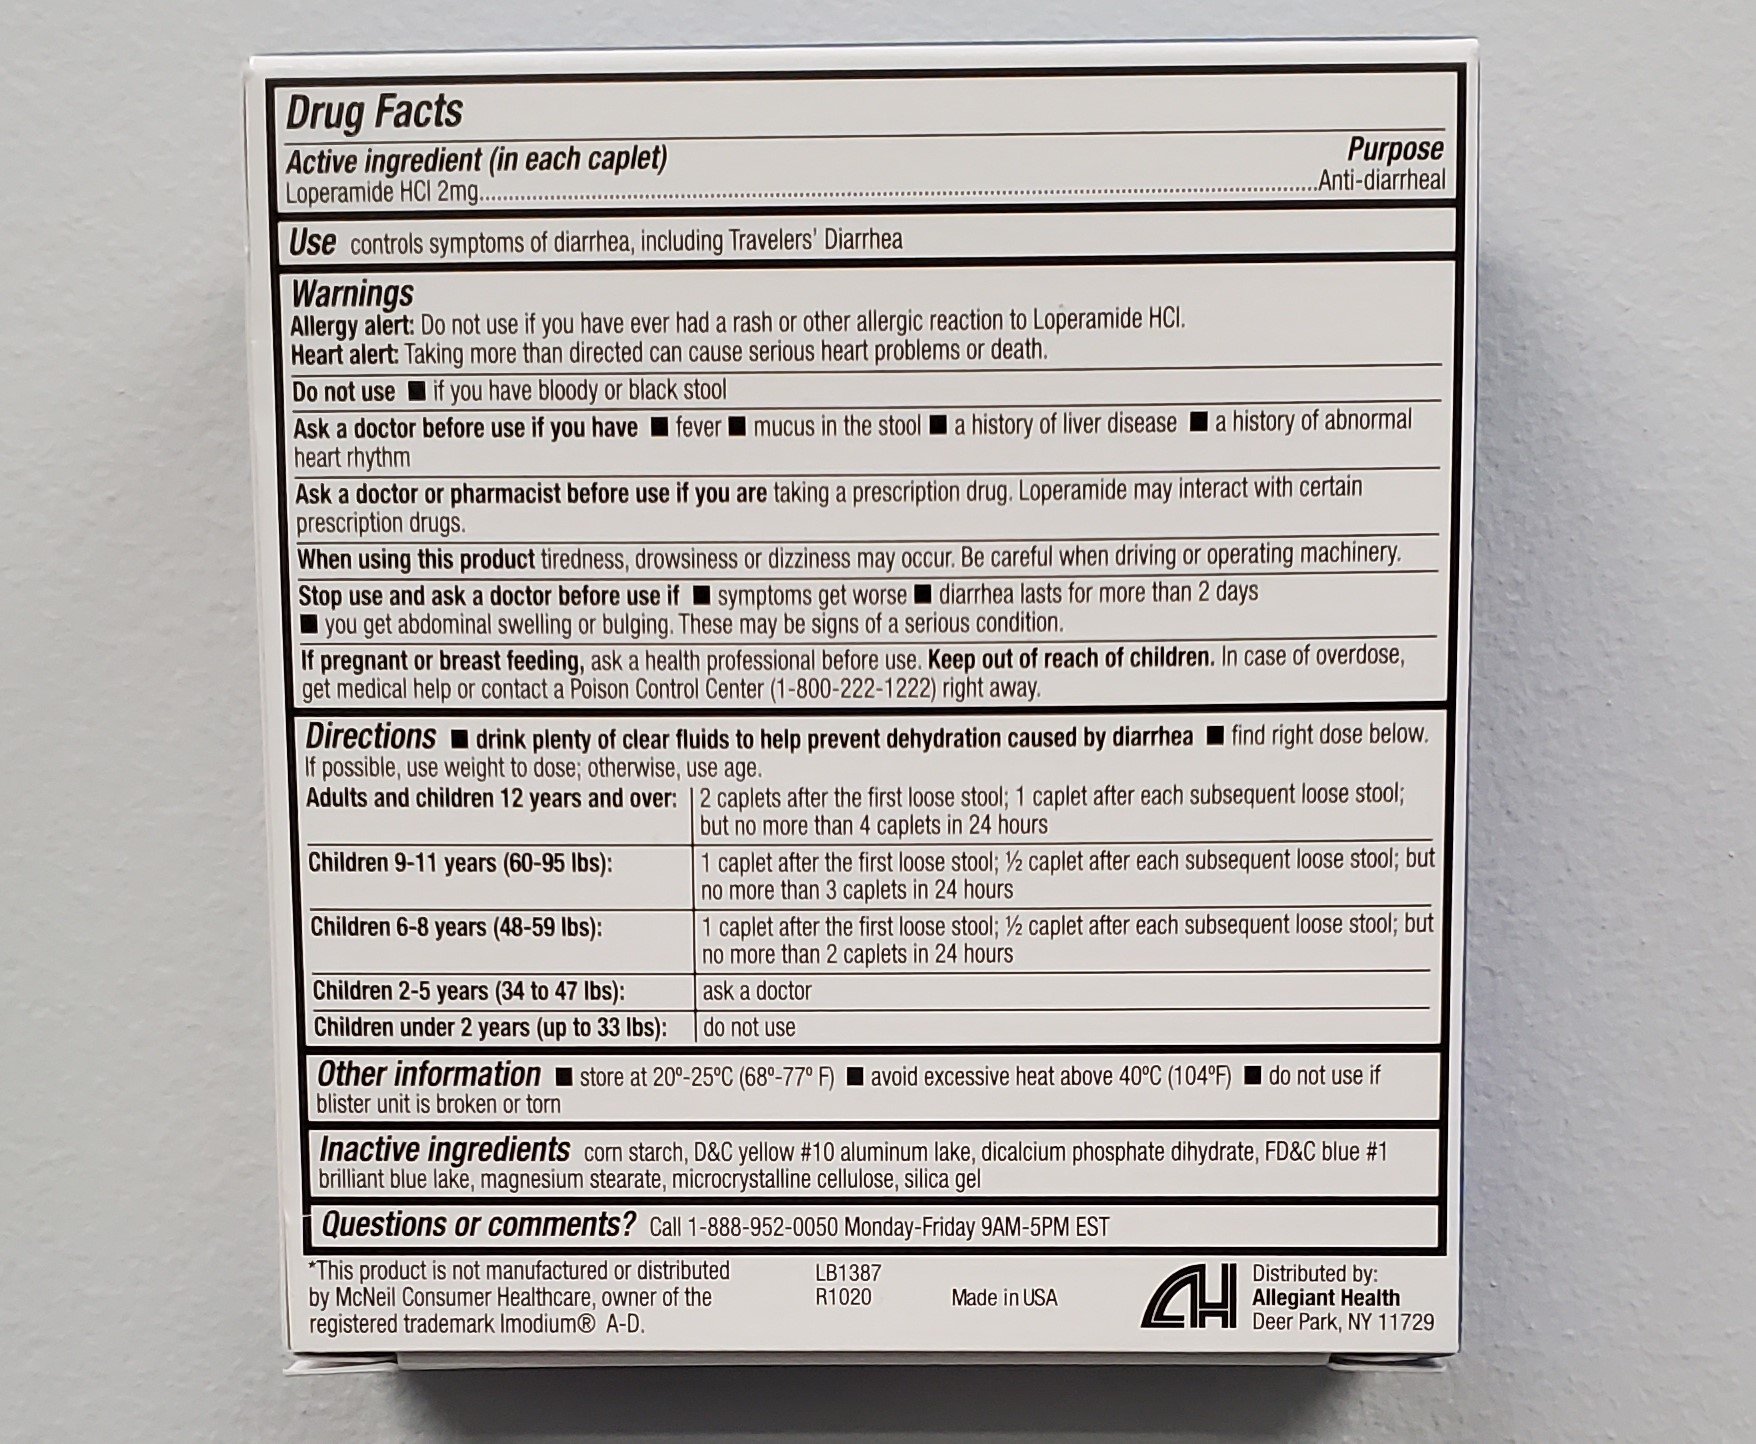 Drug Facts
Active ingredient (in each caplet) Purpose
Loperamide HCl 2mg..............................Anti-diarrheal
Use controls symptoms of diarrhea, including Travelers' Diarrhea
Warnings
Allergy alert: Do not use if you have ever had a rash or other allergic reaction to Loperamide HCl.
Heart alert: Taking more than directed can cause serious heart problems or death.
Do not use ■ if you have bloody or black stool
Ask a doctor before use if you have ■ fever ■ mucus in the stool ■ a history of liver disease ■ a history of abnormal
heart rhythm
Ask a doctor or pharmacist before use if you are taking a prescription drug. Loperamide may interact with certain
prescription drugs.
When using this product tiredness, drowsiness or dizziness may occur. Be careful when driving or operating machinery.
Stop use and ask a doctor before use if ■ symptoms get worse ■ diarrhea lasts for more than 2 days
■ you get abdominal swelling or bulging. These may be signs of a serious condition.
If pregnant or breast feeding, ask a health professional before use. Keep out of reach of children. In case of overdose,
get medical help or contact a Poison Control Center (1-800-222-1222) right away.
Directions ■ drink plenty of clear fluids to help prevent dehydration caused by diarrhea ■ find right dose below.
If possible, use weight to dose; otherwise, use age.
Adults and children 12 years and over: 2 caplets after the first loose stool; 1 caplet after each subsequent loose stool;
but no more than 4 caplets in 24 hours
Children 9-11 years (60-95 lbs): 1 caplet after the first loose stool; ½ caplet after each subsequent loose stool; but
no more than 3 caplets in 24 hours
Children 6-8 years (48-59 lbs): 1 caplet after the first loose stool; ½ caplet after each subsequent loose stool; but
no more than 2 caplets in 24 hours
Children 2-5 years (34 to 47 lbs): ask a doctor
Children under 2 years (up to 33 lbs): do not use
Other information ■ store at 20º-25ºC (68º-77º F) ■ avoid excessive heat above 40ºC (104ºF) ■ do not use if
blister unit is broken or torn
Inactive ingredients corn starch, D&C yellow #10 aluminum lake, dicalcium phosphate dihydrate, FD&C blue #1
brilliant blue lake, magnesium stearate, microcrystalline cellulose, silica gel
Questions or comments? Call 1-888-952-0050 Monday-Friday 9AM-5PM EST
*This product is not manufactured or distributed
by McNeil Consumer Healthcare, owner of the
registered trademark Imodium® A-D.
LB1387
R1020
Made in USA
AH
Distributed by:
Allegiant Health
Deer Park, NY 11729